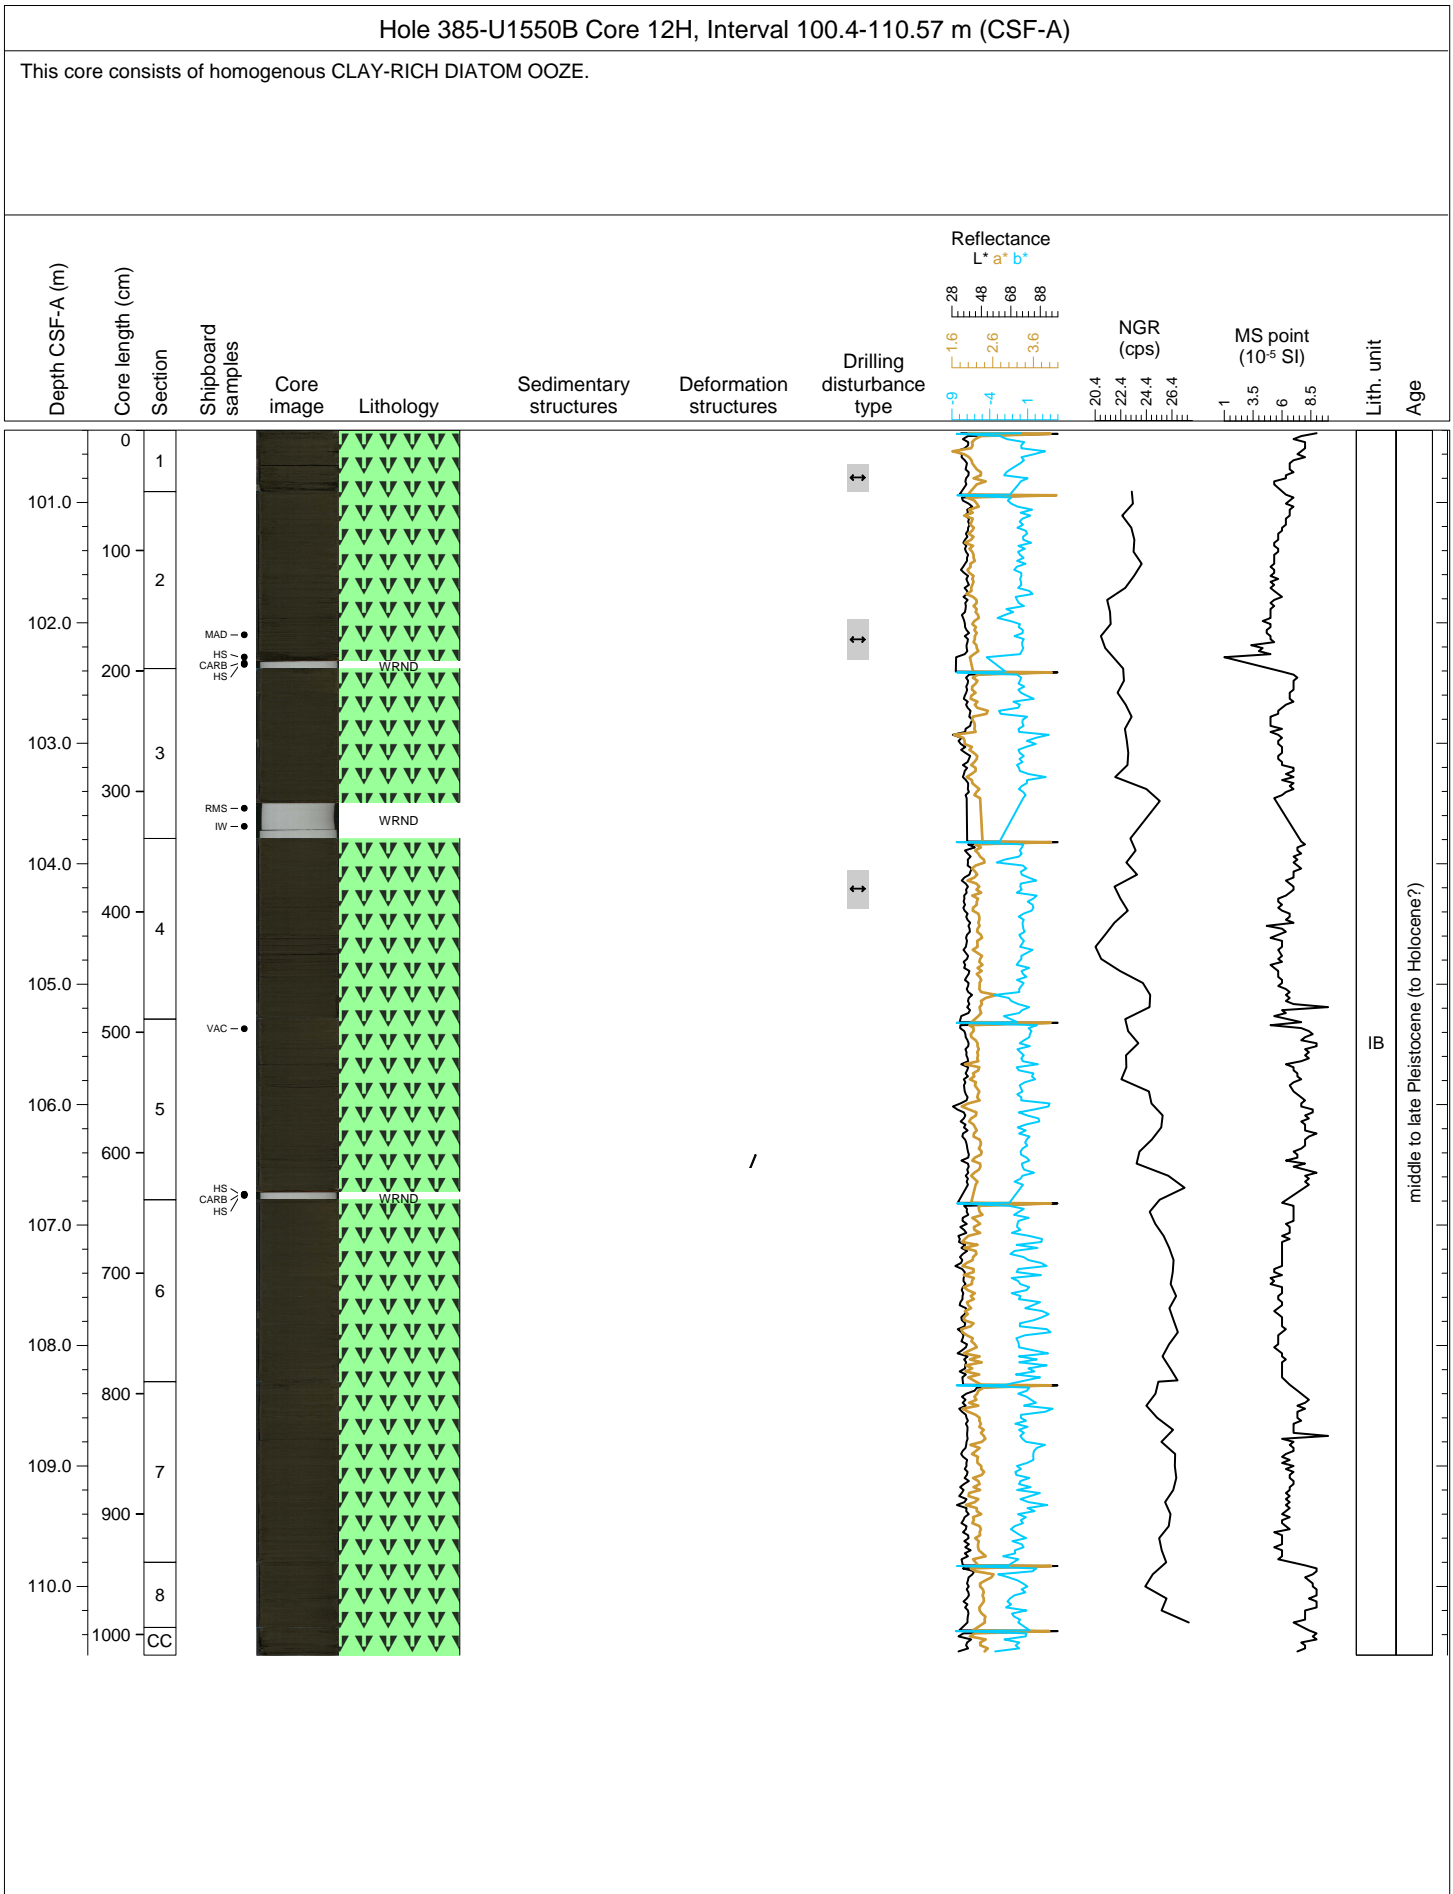 Hole 385-U1550B Core 12H, Interval 100.4-110.57 m (CSF-A)
This core consists of homogenous CLAY-RICH DIATOM OOZE.
Depth CSF-A (m)
Core length (cm)
Section
Shipboard
samples
Core
image
Lithology
Sedimentary
structures
Deformation
structures
Drilling
disturbance
type
Reflectance
L* a* b*
28 48 68 88
1.6 2.6 3.6
-9 -4 1
NGR
(cps)
20.4 22.4 24.4 26.4
MS point
(10-5 SI)
1 3.5 6 8.5
Lith. unit
Age
0
1
101.0
100
2
102.0
MAD
HS
CARB
HS
200
WRND
103.0
3
300
RMS
IW
WRND
104.0
400
4
105.0
500
VAC
IB
106.0
5
600
HS
CARB
HS
WRND
107.0
700
6
108.0
800
109.0
7
900
110.0
8
1000
CC
middle to late Pleistocene (to Holocene?)